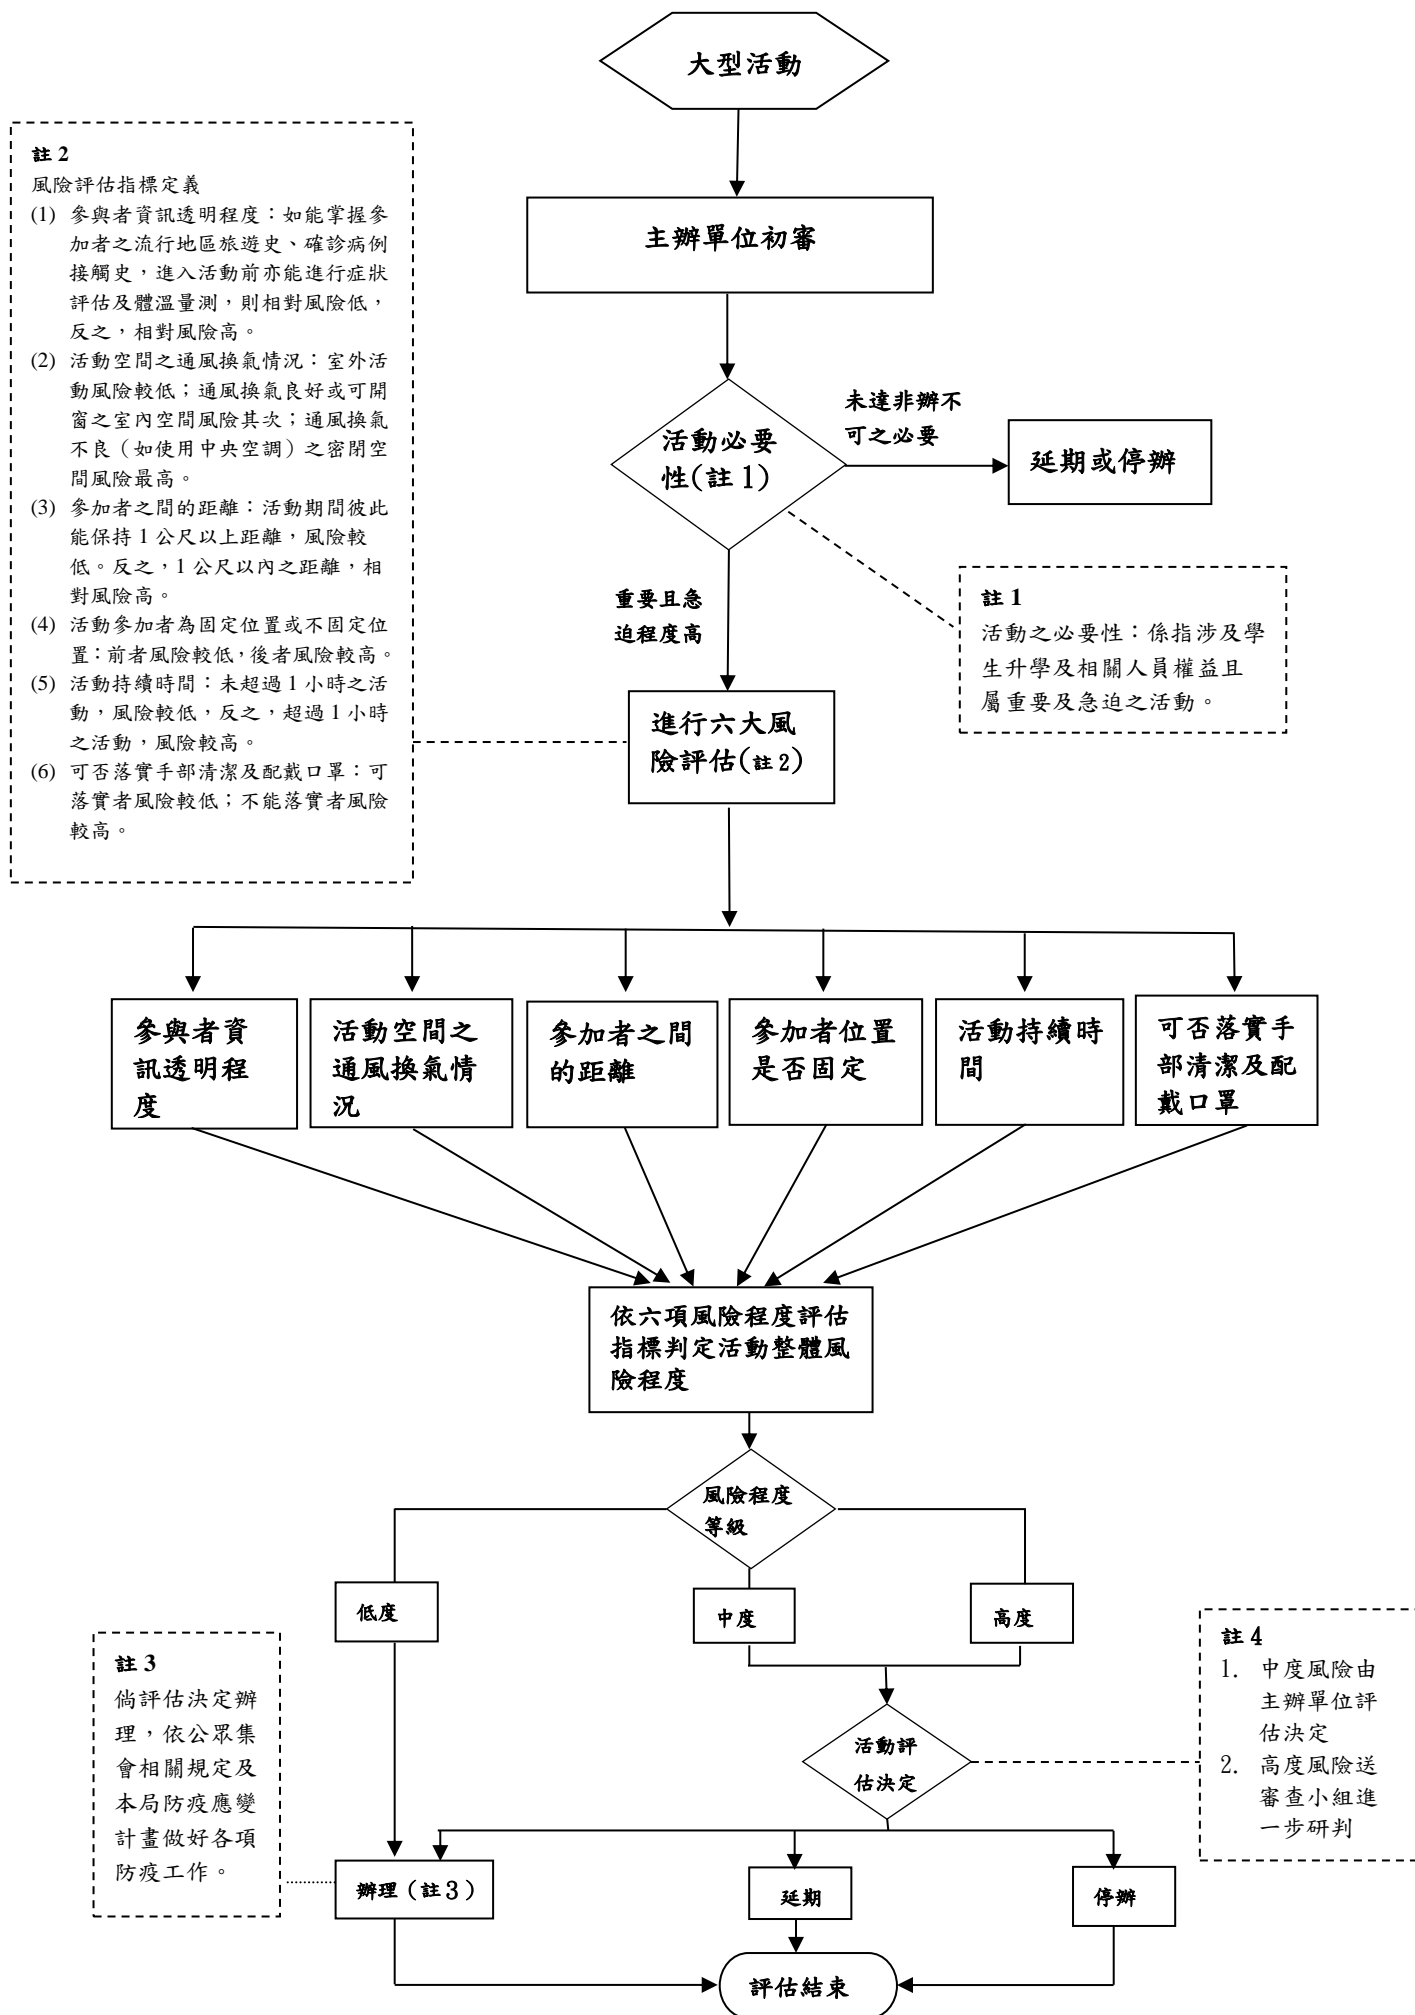 大型活動
主辦單位初審
註 2
風險評估指標定義
(1) 參與者資訊透明程度：如能掌握參
加者之流行地區旅遊史、確診病例
接觸史，進入活動前亦能進行症狀
評估及體溫量測，則相對風險低，
反之，相對風險高。
(2) 活動空間之通風換氣情況：室外活
動風險較低；通風換氣良好或可開
窗之室內空間風險其次；通風換氣
不良（如使用中央空調）之密閉空
間風險最高。
(3) 參加者之間的距離：活動期間彼此
能保持 1 公尺以上距離，風險較
低。反之，1 公尺以內之距離，相
對風險高。
(4) 活動參加者為固定位置或不固定位
置：前者風險較低，後者風險較高。
(5) 活動持續時間：未超過 1 小時之活
動，風險較低，反之，超過 1 小時
之活動，風險較高。
(6) 可否落實手部清潔及配戴口罩：可
落實者風險較低；不能落實者風險
較高。
活動必要
性(註 1)
未達非辦不
可之必要
延期或停辦
重要且急
迫程度高
註 1
活動之必要性：係指涉及學
生升學及相關人員權益且
屬重要及急迫之活動。
進行六大風
險評估(註 2)
參與者資
訊透明程
度
活動空間之
通風換氣情
況
參加者之間
的距離
參加者位置
是否固定
活動持續時
間
可否落實手
部清潔及配
戴口罩
依六項風險程度評估
指標判定活動整體風
險程度
風險程度
等級
低度
中度
高度
註 3
倘評估決定辦
理，依公眾集
會相關規定及
本局防疫應變
計畫做好各項
防疫工作。
活動評
估決定
註 4
1. 中度風險由
主辦單位評
估決定
2. 高度風險送
審查小組進
一步研判
辦理（註 3）
延期
停辦
評估結束